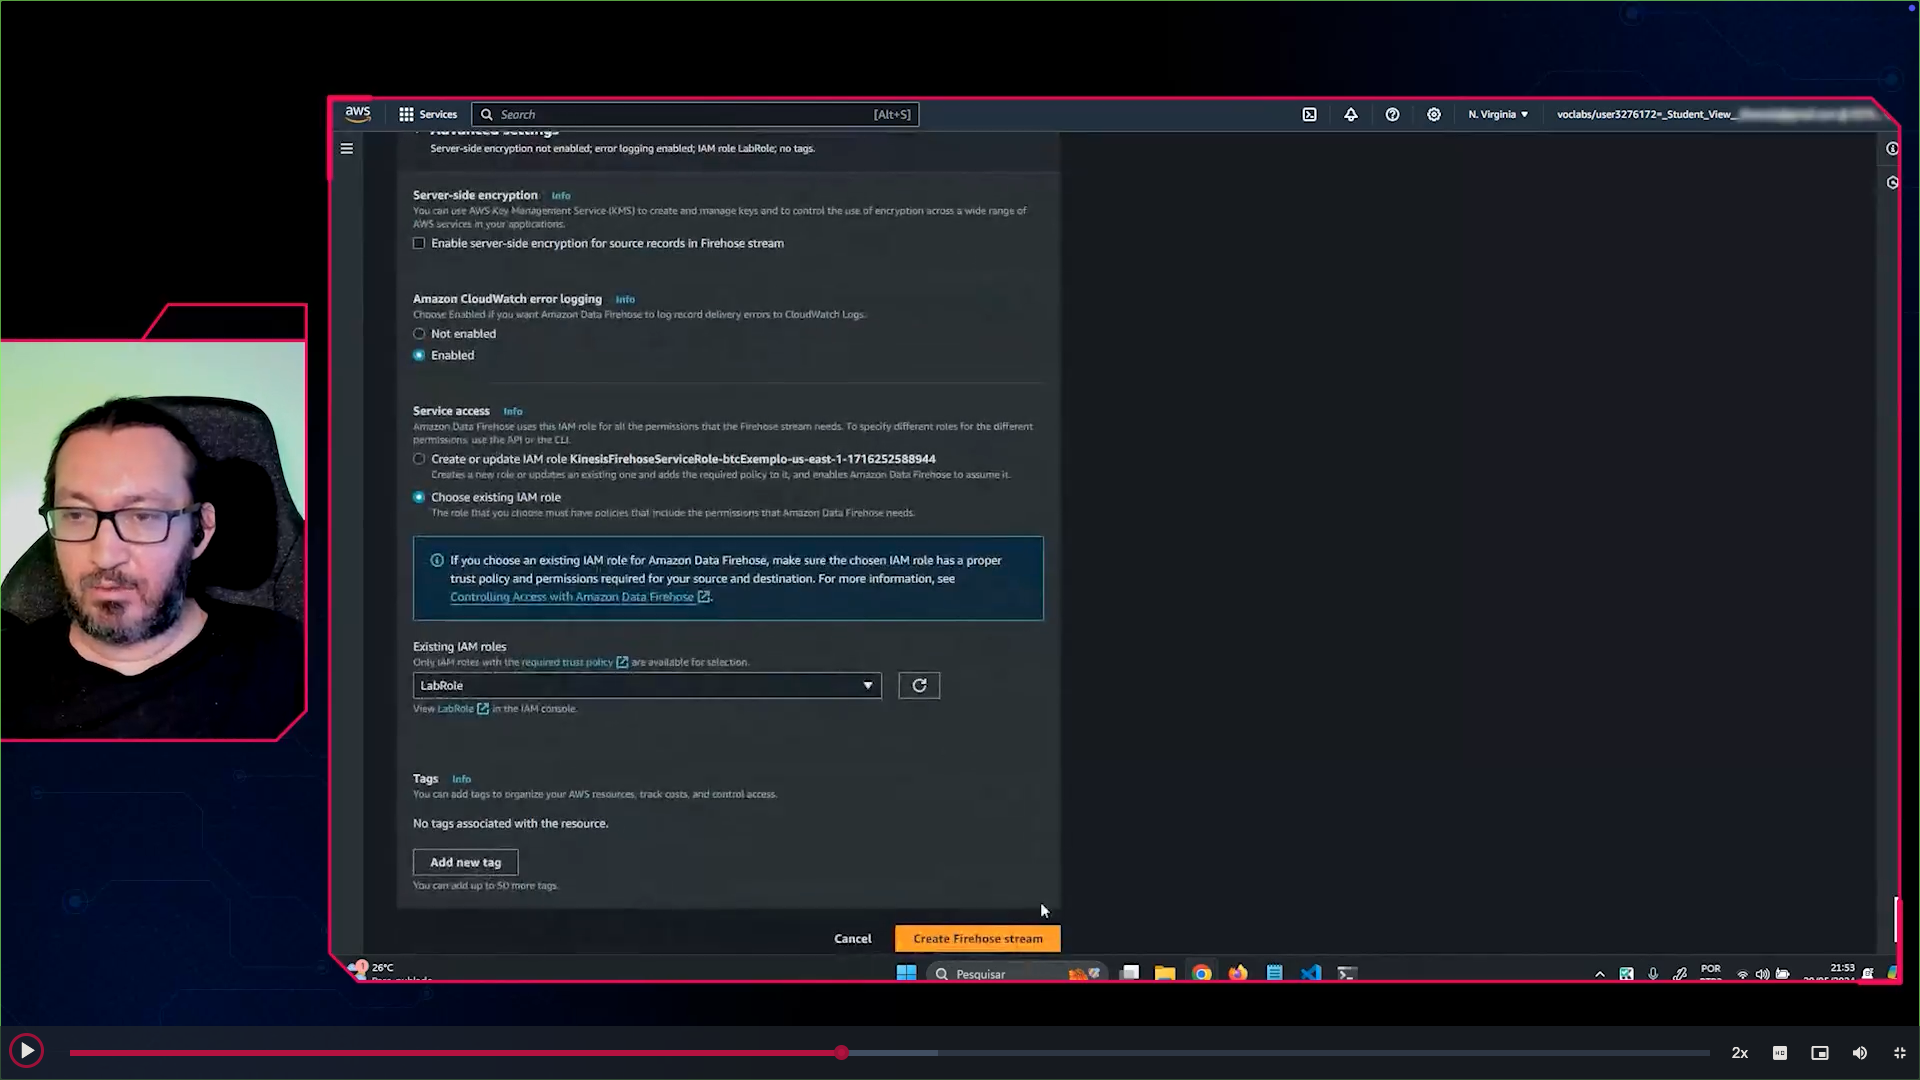 aws
Services
Search
[Alt+S]
N. Virginia
voclabs/user3276172=_Student_View_
Advanced settings
Server-side encryption not enabled; error logging enabled; IAM role LabRole; no tags.
Server-side encryption Info
You can use AWS Key Management Service (KMS) to create and manage keys and to control the use of encryption across a wide range of
AWS services in your applications.
Enable server-side encryption for source records in Firehose stream
Amazon CloudWatch error logging Info
Choose Enabled if you want Amazon Data Firehose to log record delivery errors to CloudWatch Logs.
Not enabled
Enabled
Service access Info
Amazon Data Firehose uses this IAM role for all the permissions that the Firehose stream needs. To specify different roles for the different
permissions, use the API or the CLI.
Create or update IAM role KinesisFirehoseServiceRole-btcExemplo-us-east-1-1716252588944
Creates a new role or updates an existing one and adds the required policy to it, and enables Amazon Data Firehose to assume it.
Choose existing IAM role
The role that you choose must have policies that include the permissions that Amazon Data Firehose needs.
If you choose an existing IAM role for Amazon Data Firehose, make sure the chosen IAM role has a proper
trust policy and permissions required for your source and destination. For more information, see
Controlling Access with Amazon Data Firehose.
Existing IAM roles
Only IAM roles with the required trust policy are available for selection.
LabRole
View LabRole in the IAM console.
Tags Info
You can add tags to organize your AWS resources, track costs, and control access.
No tags associated with the resource.
Add new tag
You can add up to 50 more tags.
Cancel
Create Firehose stream
1
26°C
Pesquisar
POR
21:53
2x
HD